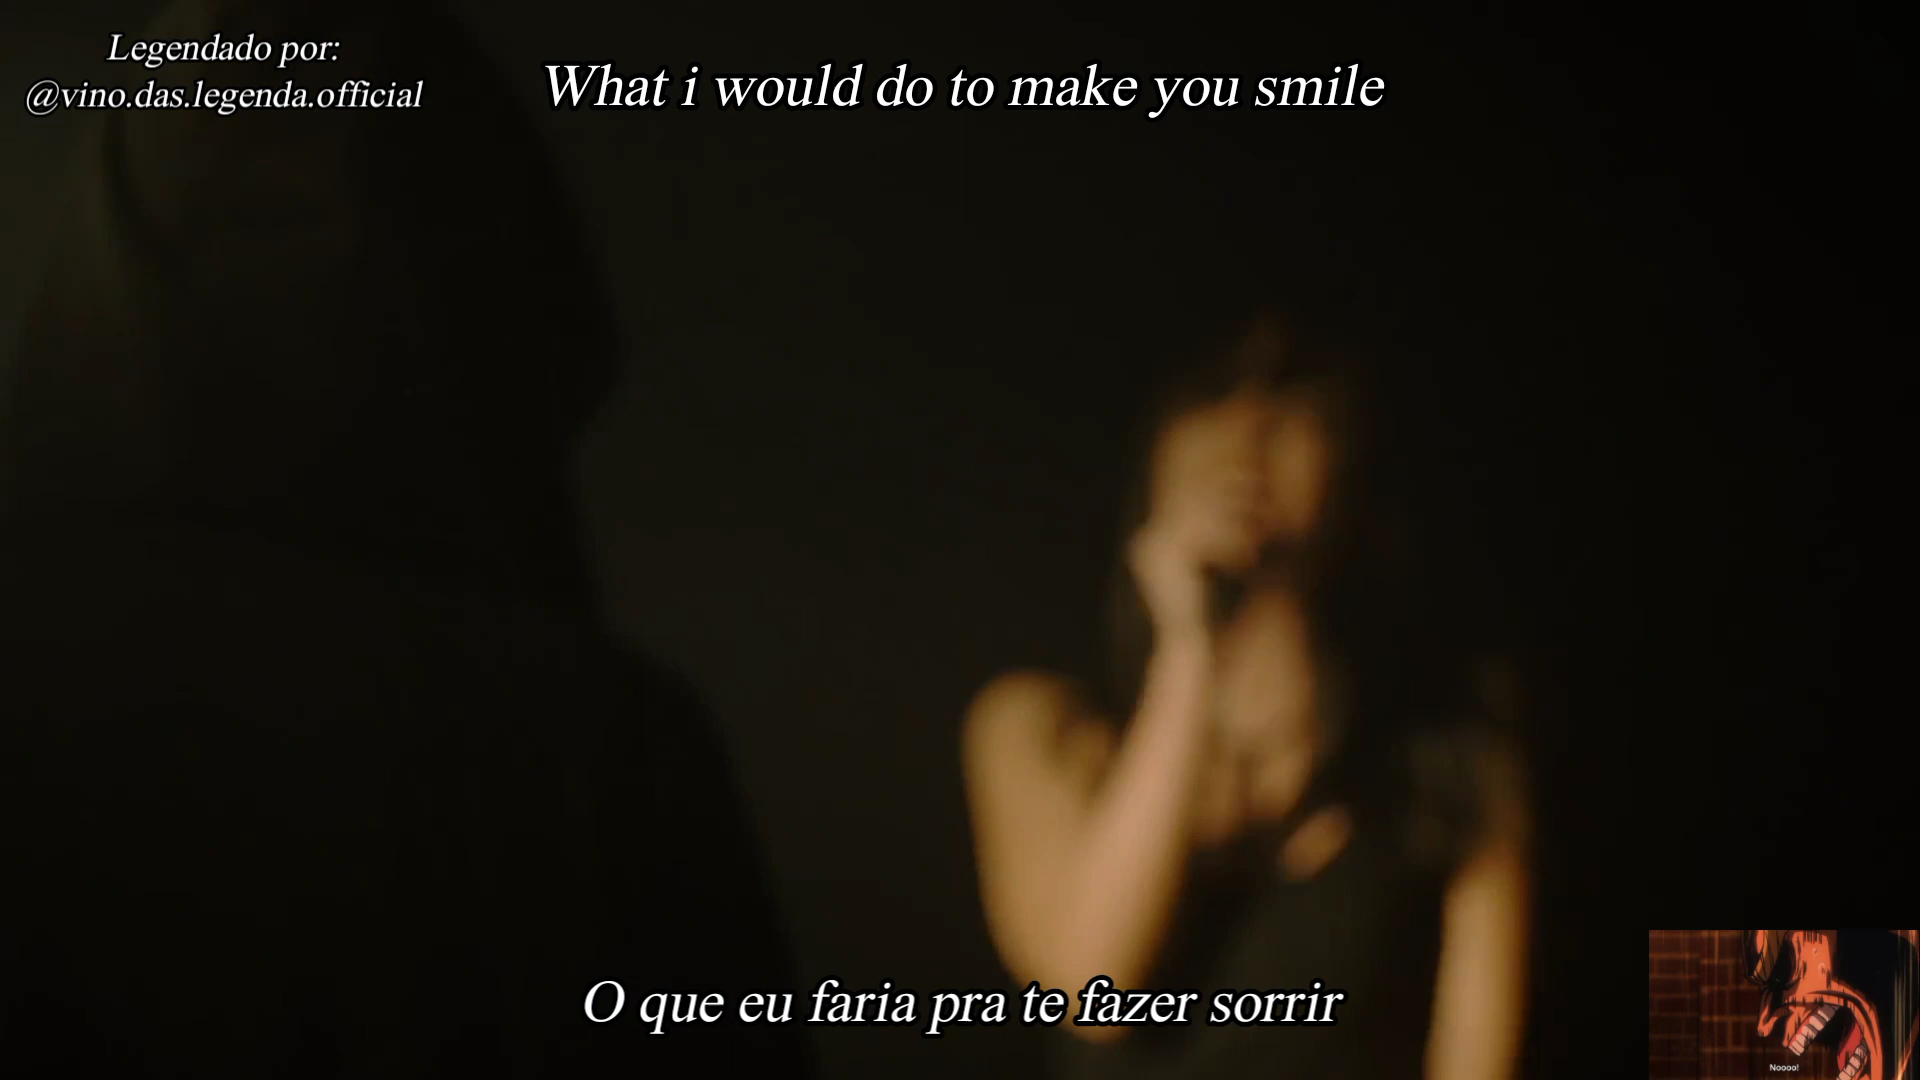 Legendado por:
@vino.das.legenda.official
What i would do to make you smile
O que eu faria pra te fazer sorrir
Noooo!